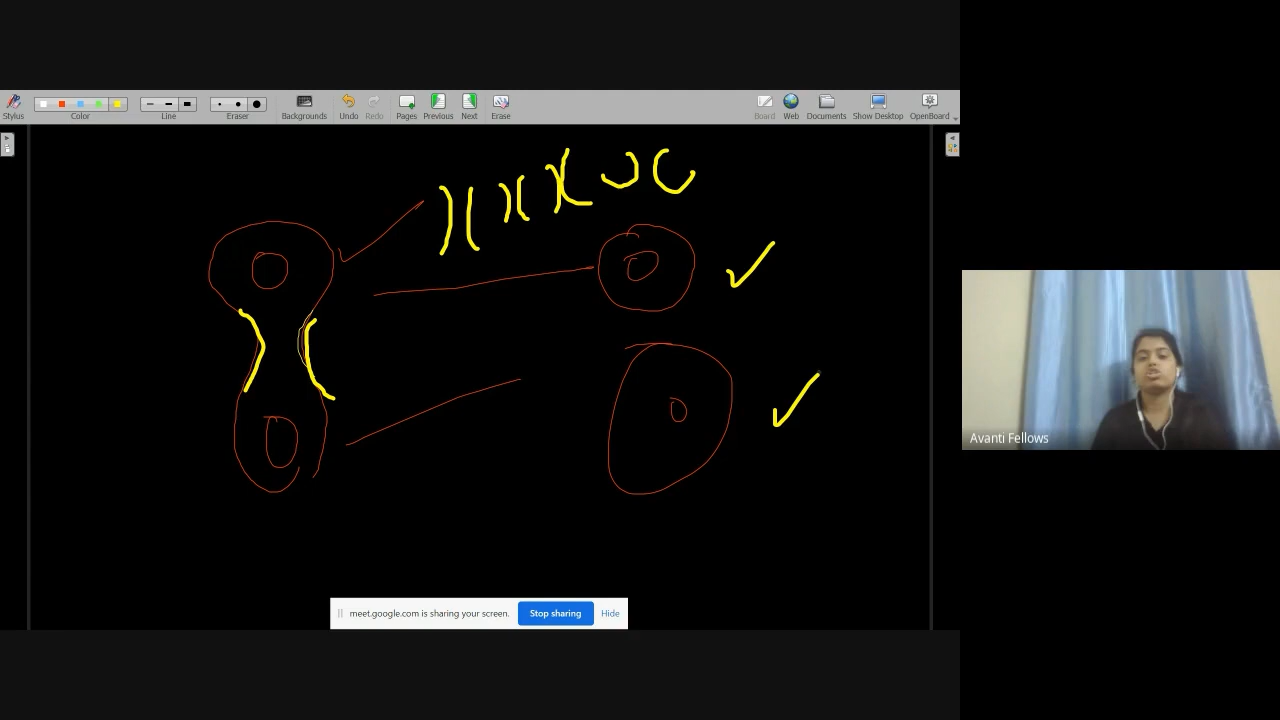 Stylus
Color
Line
Eraser
Backgrounds
Undo
Redo
Pages
Previous
Next
Erase
Board
Web
Documents
Show Desktop
OpenBoard
Avanti Fellows
meet.google.com is sharing your screen.
Stop sharing
Hide